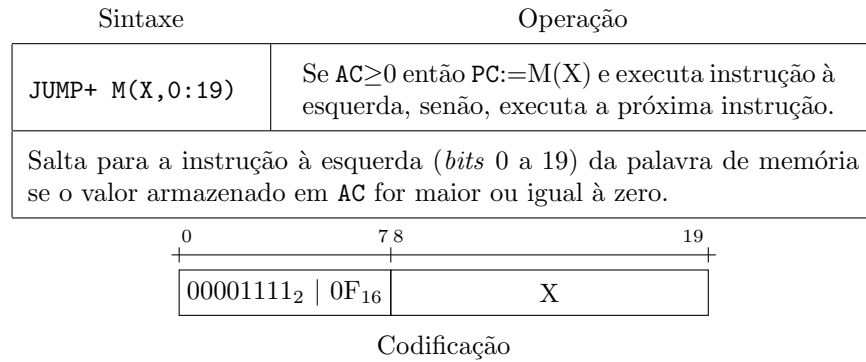 Sintaxe Operação
JUMP+ M(X,0:19)
Se AC≥0 então PC:=M(X) e executa instrução à
esquerda, senão, executa a próxima instrução.
Salta para a instrução à esquerda (bits 0 a 19) da palavra de memória
se o valor armazenado em AC for maior ou igual à zero.
0 7 8 19
00001111₂ | 0F₁₆ X
Codificação